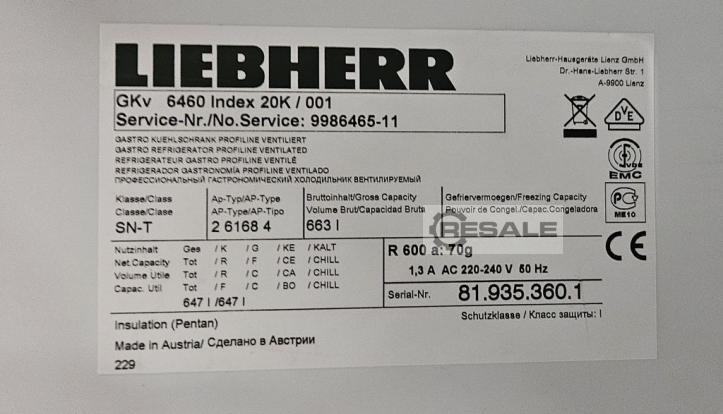 LIEBHERR
Liebherr-Hausgeräte Lienz GmbH
Dr.-Hans-Liebherr Str. 1
A-9900 Lienz
GKv 6460 Index 20K / 001
Service-Nr./No.Service: 9986465-11
GASTRO KUEHLSCHRANK PROFILINE VENTILIERT
GASTRO REFRIGERATOR PROFILINE VENTILATED
REFRIGERATEUR GASTRO PROFILINE VENTILÉ
REFRIGERADOR GASTRONOMÍA PROFILINE VENTILADO
ПРОФЕССИОНАЛЬНЫЙ ГАСТРОНОМИЧЕСКИЙ ХОЛОДИЛЬНИК ВЕНТИЛИРУЕМЫЙ
DVE
VDE
EMC
РС
ME10
CE
Klasse/Class
Classe/Clase
SN-T
Ap-Typ/AP-Type
AP-Type/AP-Tipo
2 6168 4
Bruttoinhalt/Gross Capacity
Volume Brut/Capacidad Bruta
663 l
Gefriervermoegen/Freezing Capacity
Pouvoir de Congel./Capac.Congeladora
RESALE
Nutzinhalt Ges / K / G / KE / KALT
Net Capacity Tot / R / F / CE / CHILL
Volume Utile Tot / R / C / CA / CHILL
Capac. Util Tot / F / C / BO / CHILL
647 l /647 l
R 600 a: 70g
1,3 A AC 220-240 V 50 Hz
Serial-Nr. 81.935.360.1
Insulation (Pentan)
Schutzklasse / Класс защиты: I
Made in Austria/ Сделано в Австрии
229